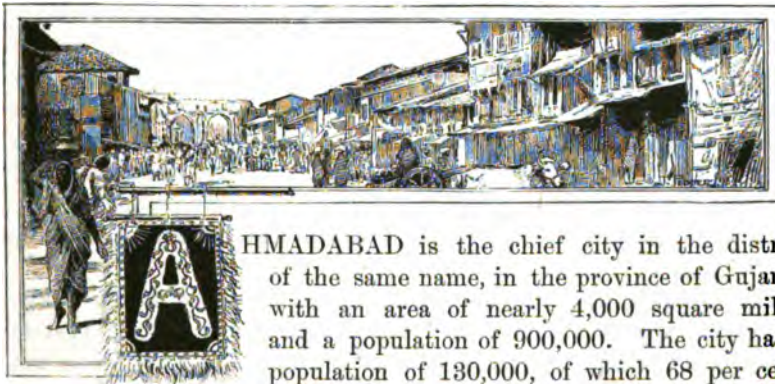 AHMADABAD is the chief city in the distr
of the same name, in the province of Gujar
with an area of nearly 4,000 square mil
and a population of 900,000. The city ha
population of 130,000, of which 68 per ce